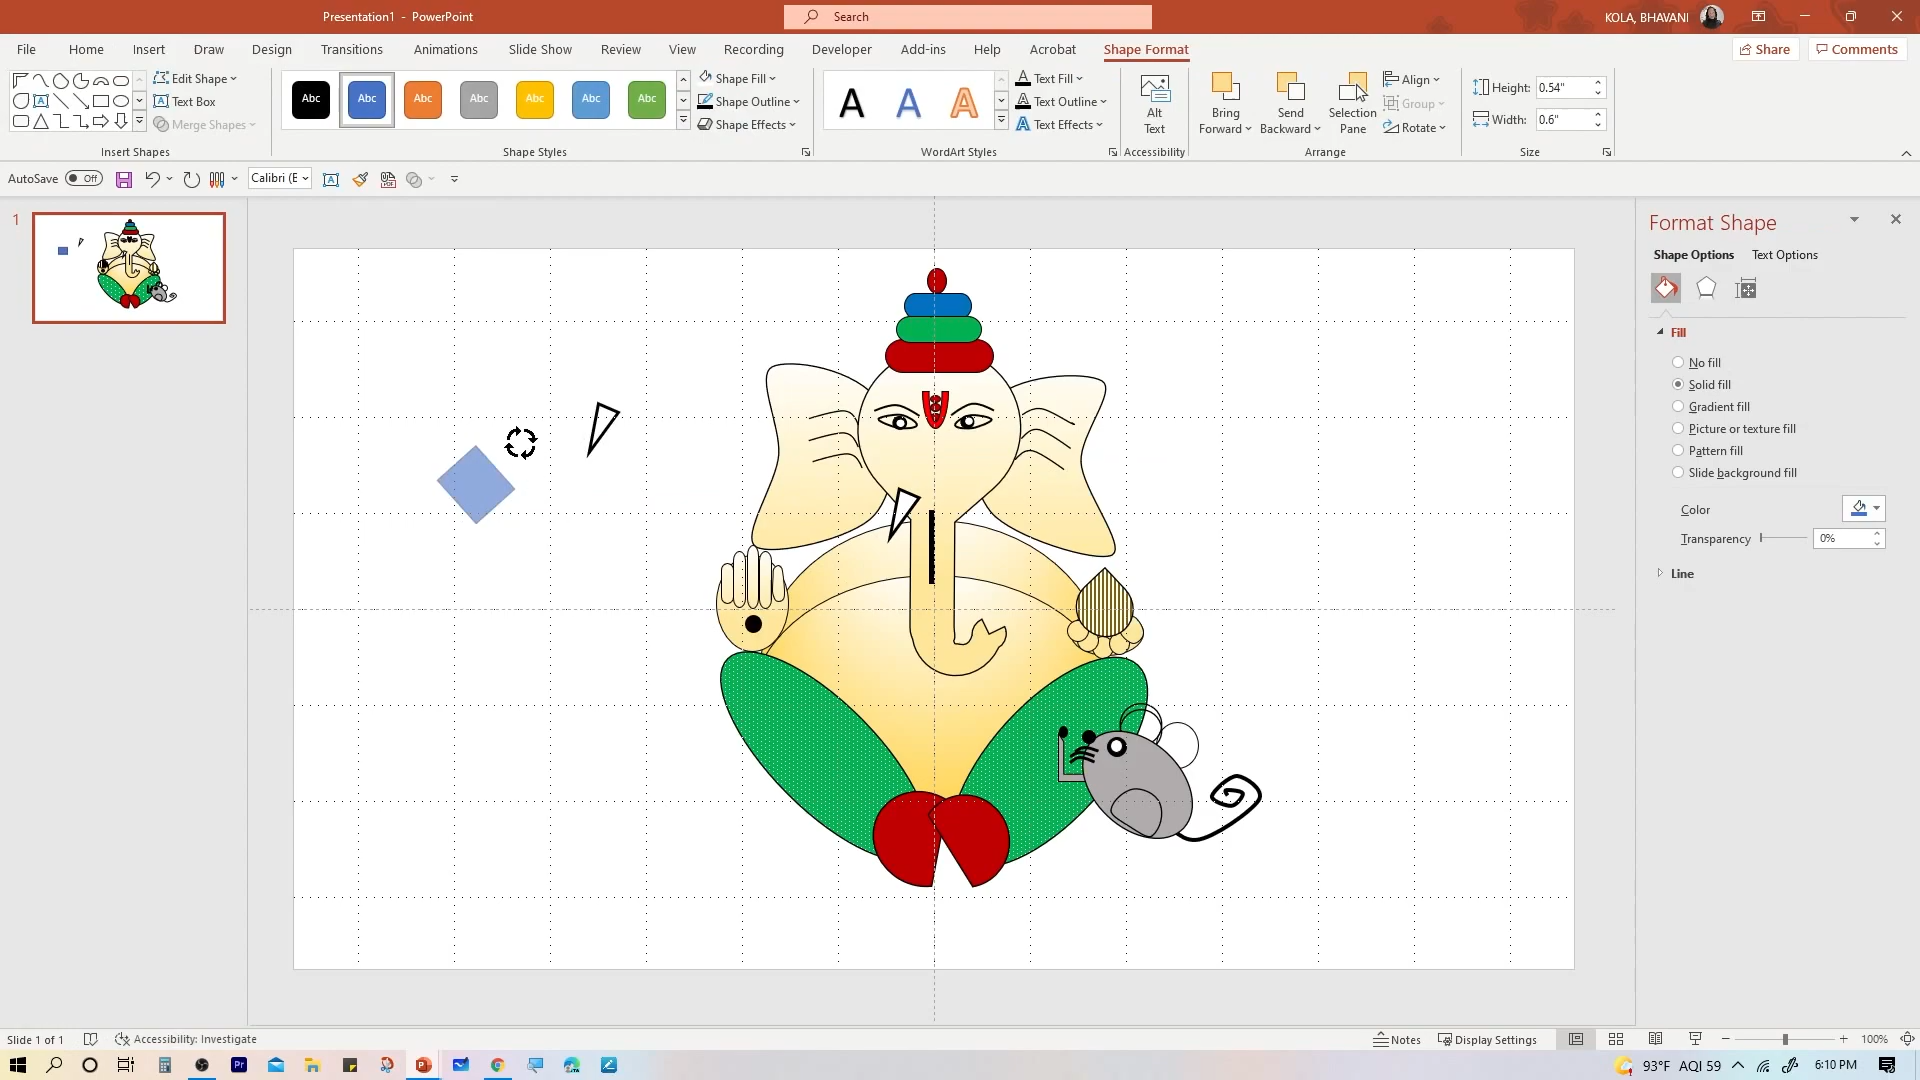 Presentation1 - PowerPoint
Search
KOLA, BHAVANI
File Home Insert Draw Design Transitions Animations Slide Show Review View Recording Developer Add-ins Help Acrobat Shape Format
Share Comments
Edit Shape
Text Box
Merge Shapes
Insert Shapes
Abc Abc Abc Abc Abc Abc Abc
Shape Fill
Shape Outline
Shape Effects
Shape Styles
A A A
Text Fill
Text Outline
Text Effects
WordArt Styles
Alt Text
Accessibility
Bring Forward
Send Backward
Selection Pane
Align
Group
Rotate
Arrange
Height: 0.54"
Width: 0.6"
Size
AutoSave Off
Calibri (E
1
Format Shape
Shape Options Text Options
Fill
No fill
Solid fill
Gradient fill
Picture or texture fill
Pattern fill
Slide background fill
Color
Transparency 0%
Line
Slide 1 of 1
Accessibility: Investigate
Notes
Display Settings
100%
93°F AQI 59
6:10 PM